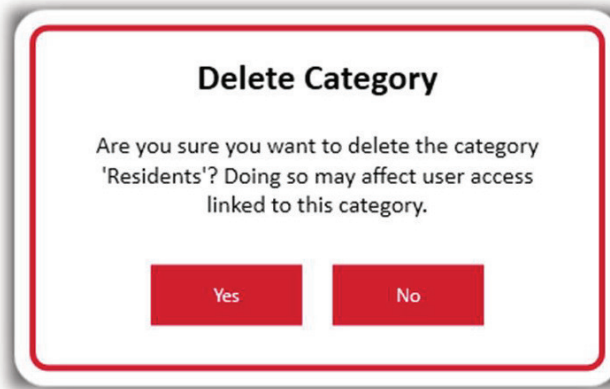 Delete Category
Are you sure you want to delete the category
'Residents'? Doing so may affect user access
linked to this category.
Yes
No